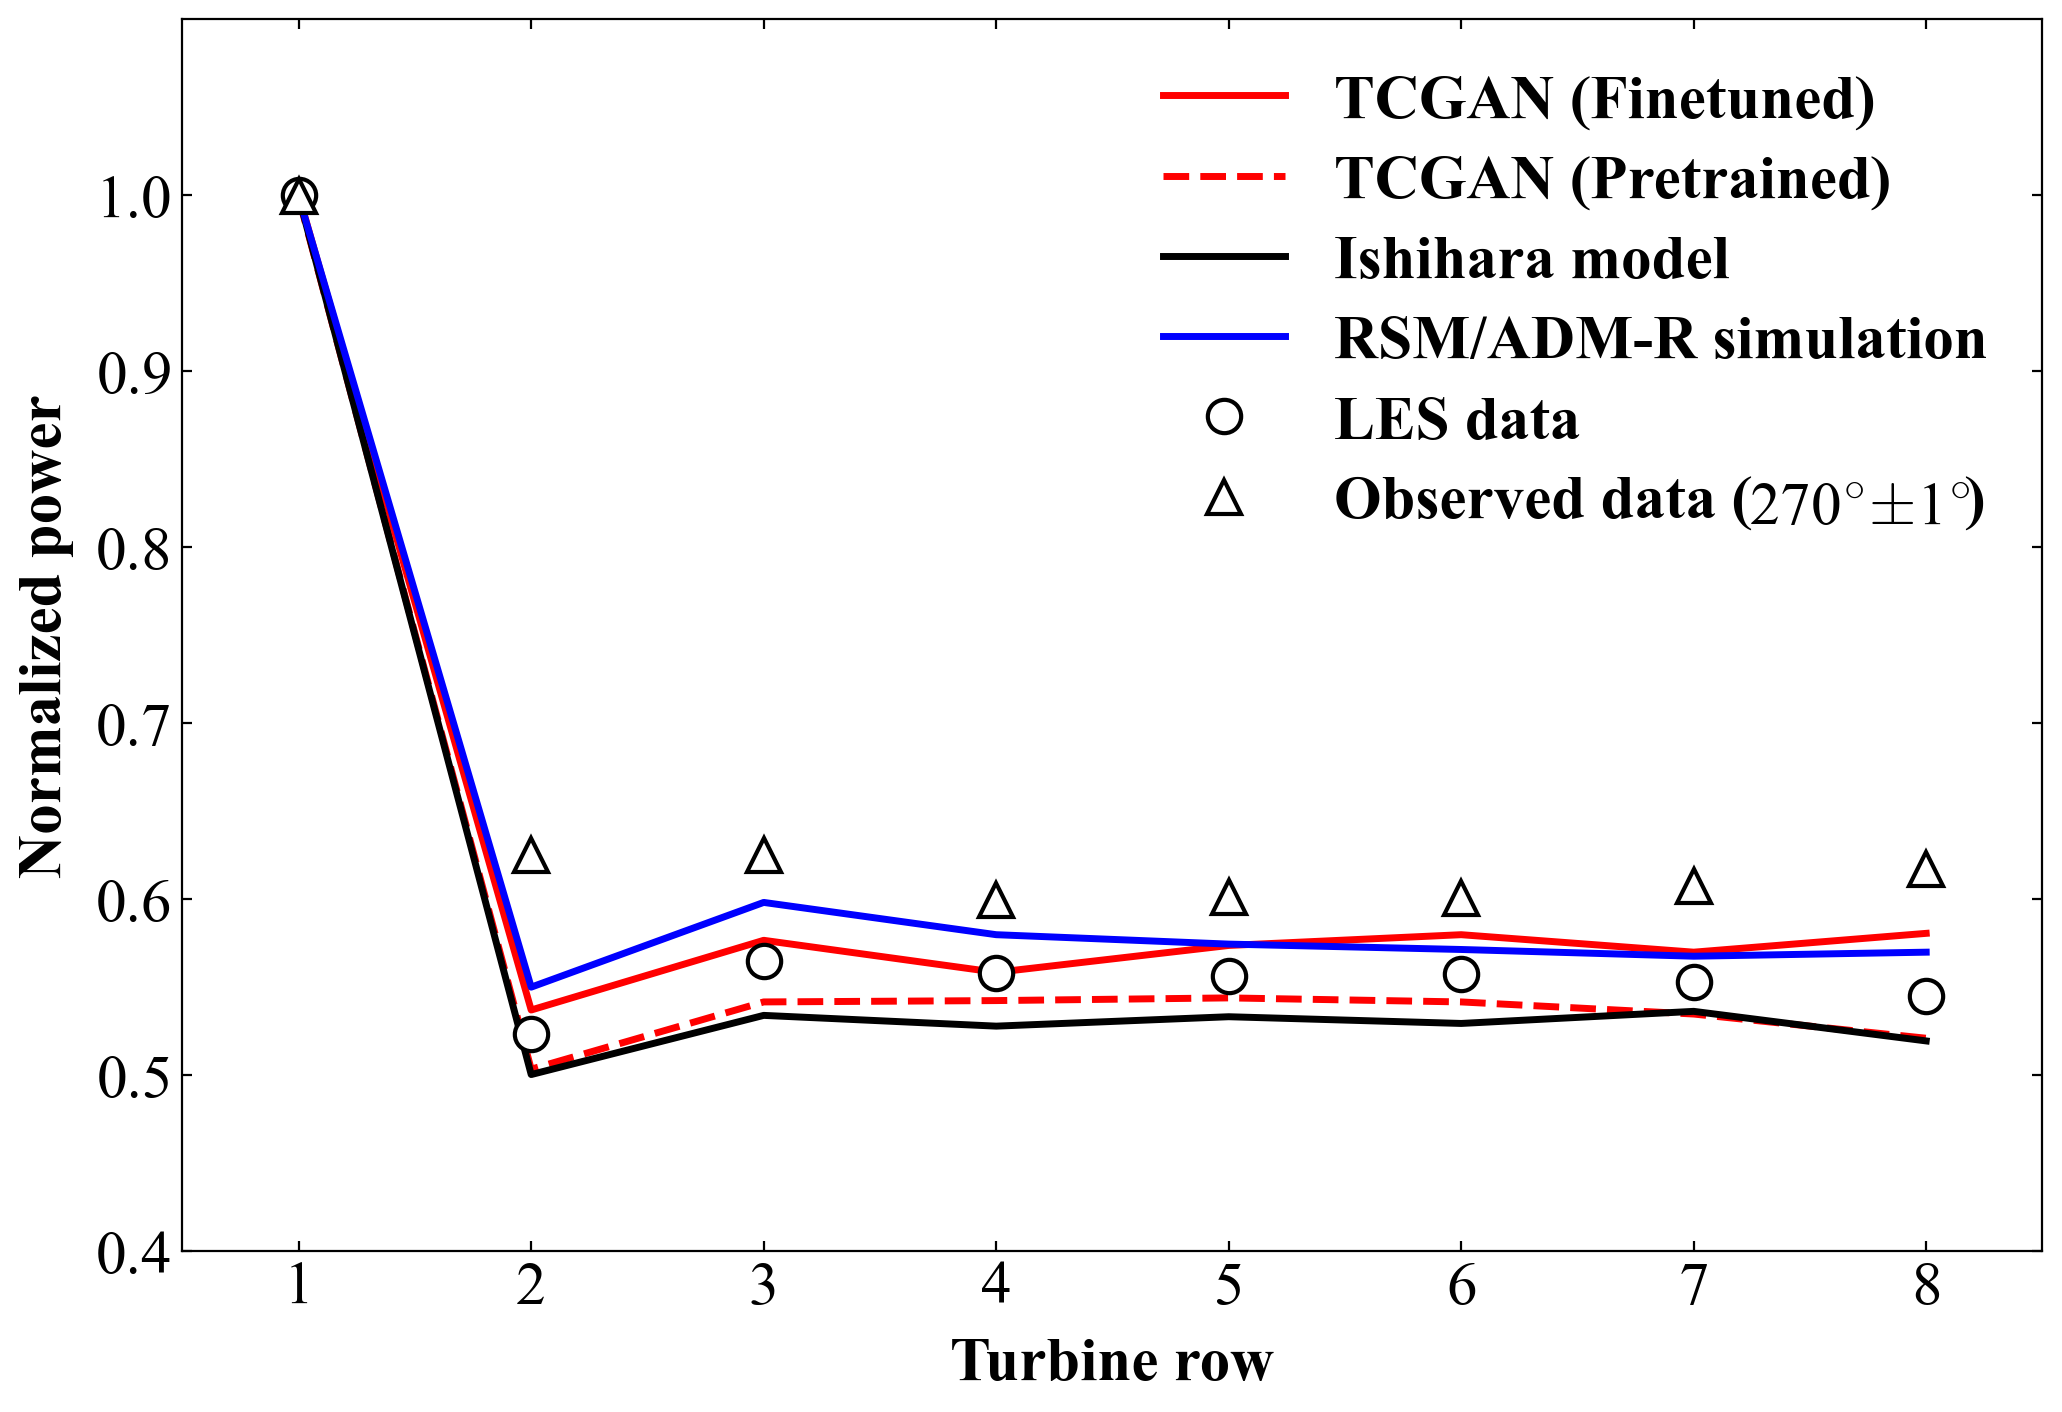 TCGAN (Finetuned)
TCGAN (Pretrained)
Ishihara model
RSM/ADM-R simulation
LES data
Observed data (270°±1°)
Normalized power
1.0
0.9
0.8
0.7
0.6
0.5
0.4
1 2 3 4 5 6 7 8
Turbine row